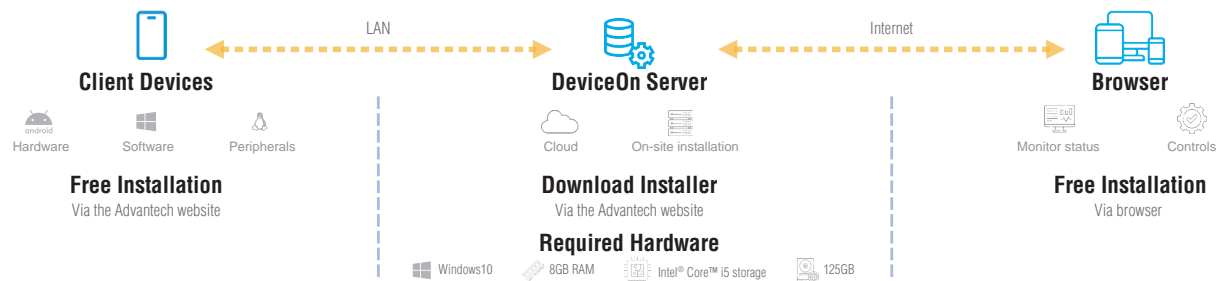 LAN
Internet
Client Devices
DeviceOn Server
Browser
android
Hardware
Software
Peripherals
Cloud
On-site installation
Monitor status
Controls
Free Installation
Via the Advantech website
Download Installer
Via the Advantech website
Free Installation
Via browser
Required Hardware
Windows10
8GB RAM
Intel® Core™ i5 storage
125GB